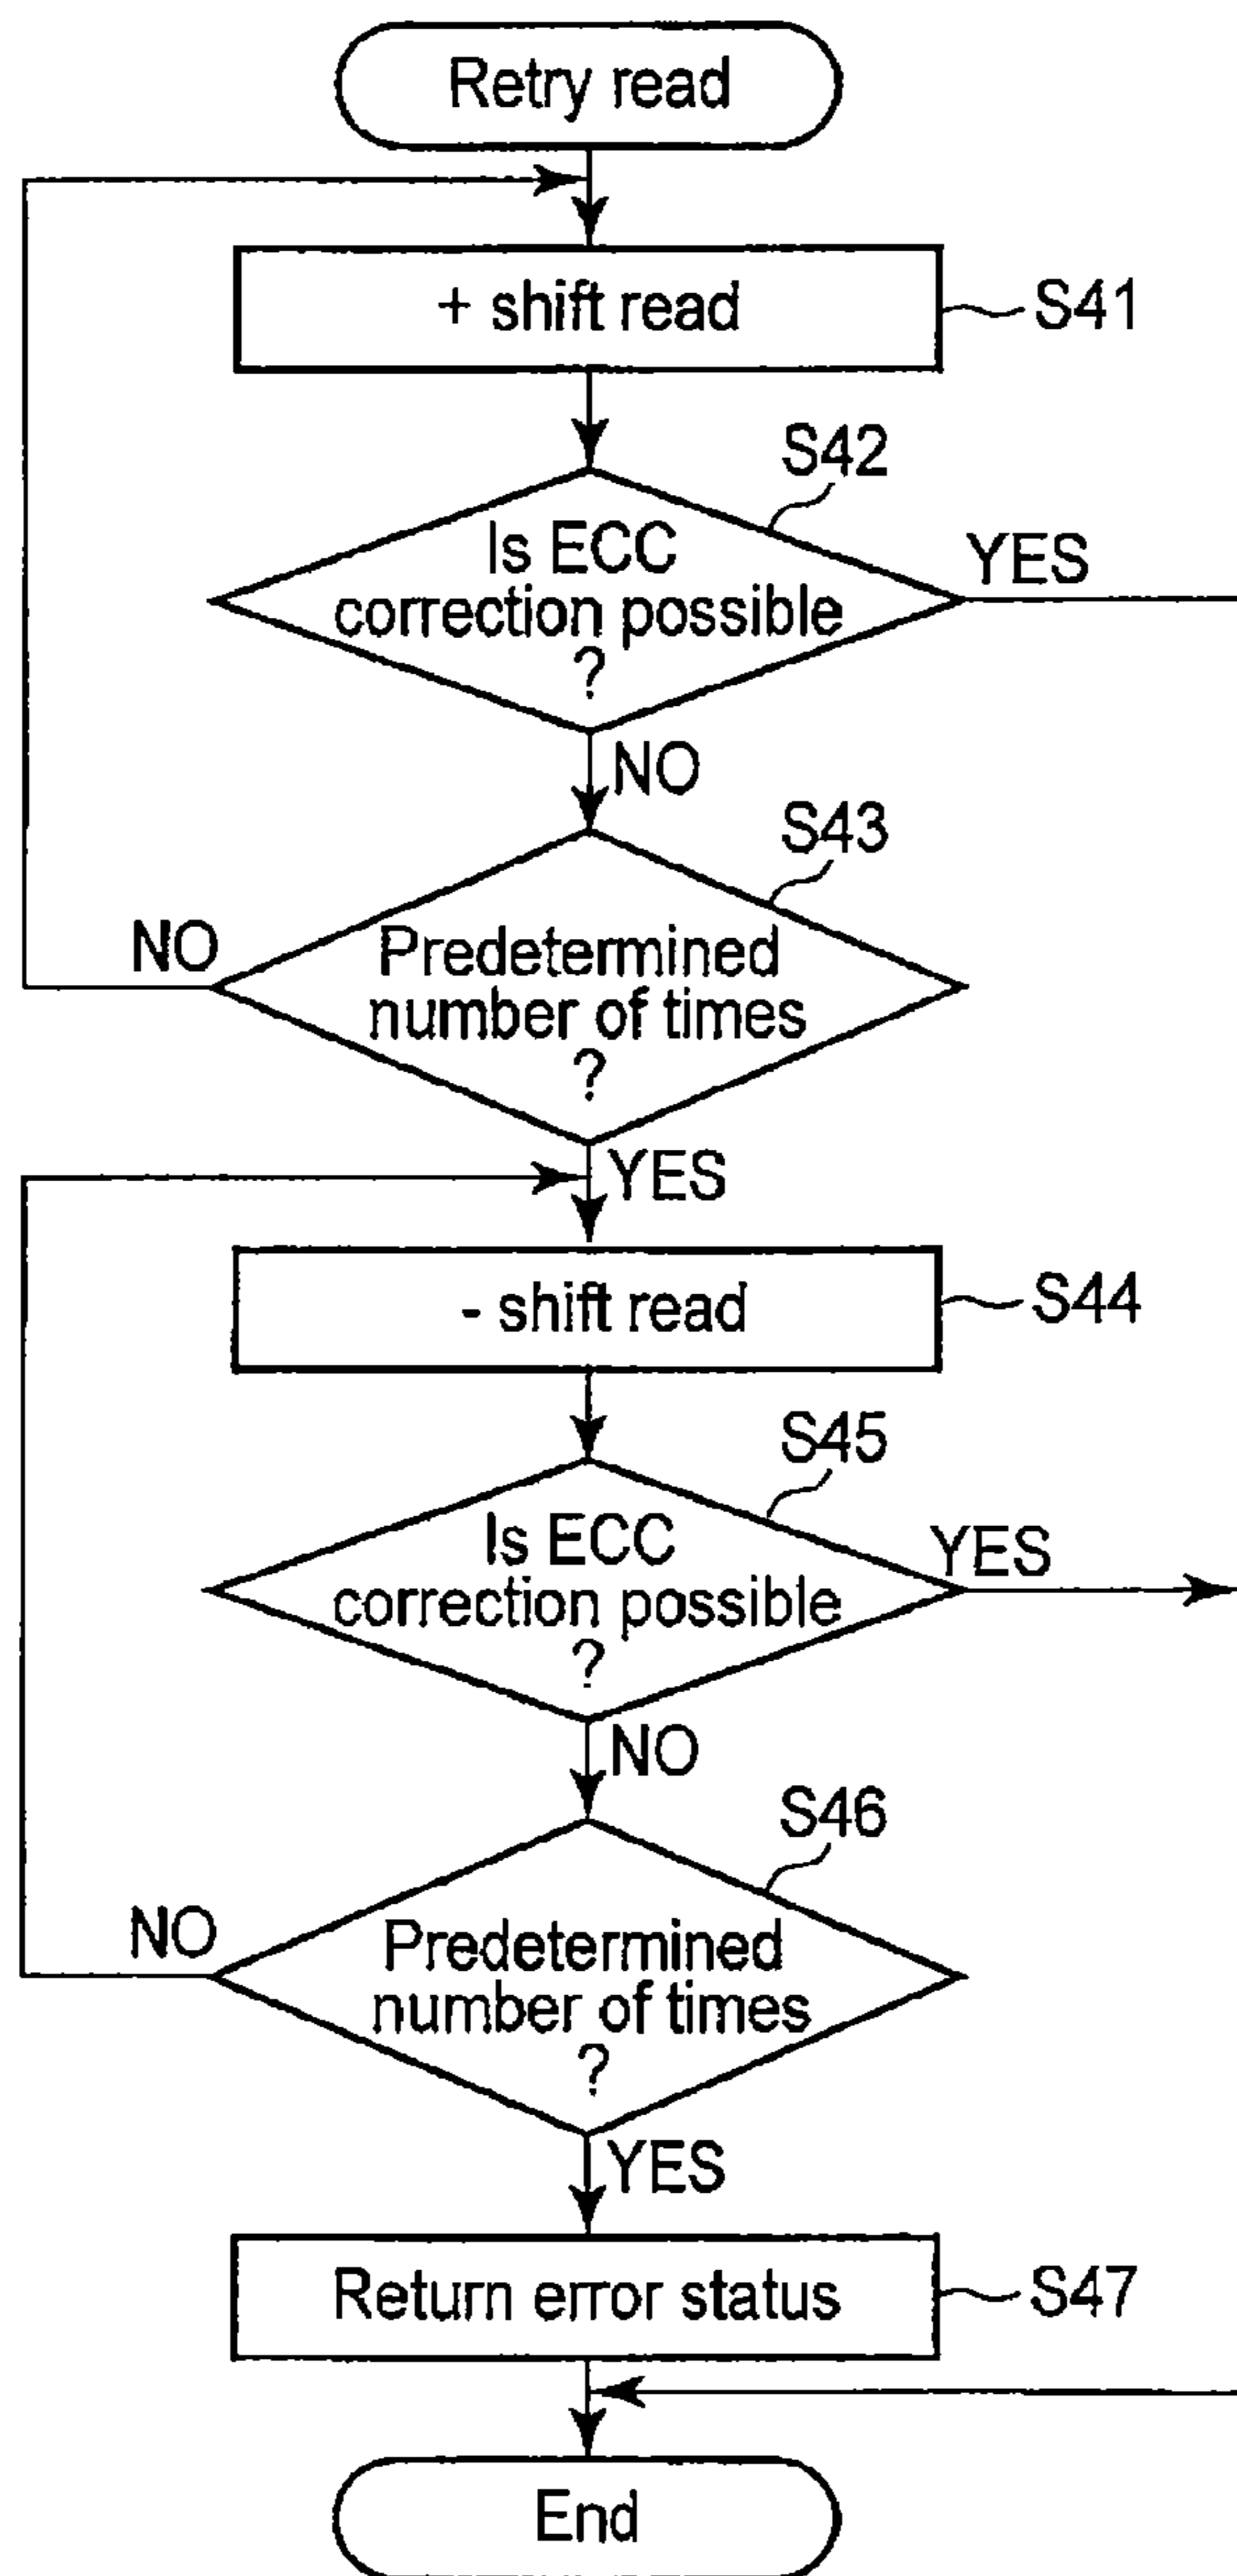 Retry read
+ shift read
S41
S42
Is ECC
correction possible
?
YES
NO
S43
Predetermined
number of times
?
NO
YES
- shift read
S44
S45
Is ECC
correction possible
?
YES
NO
S46
Predetermined
number of times
?
NO
YES
Return error status
S47
End